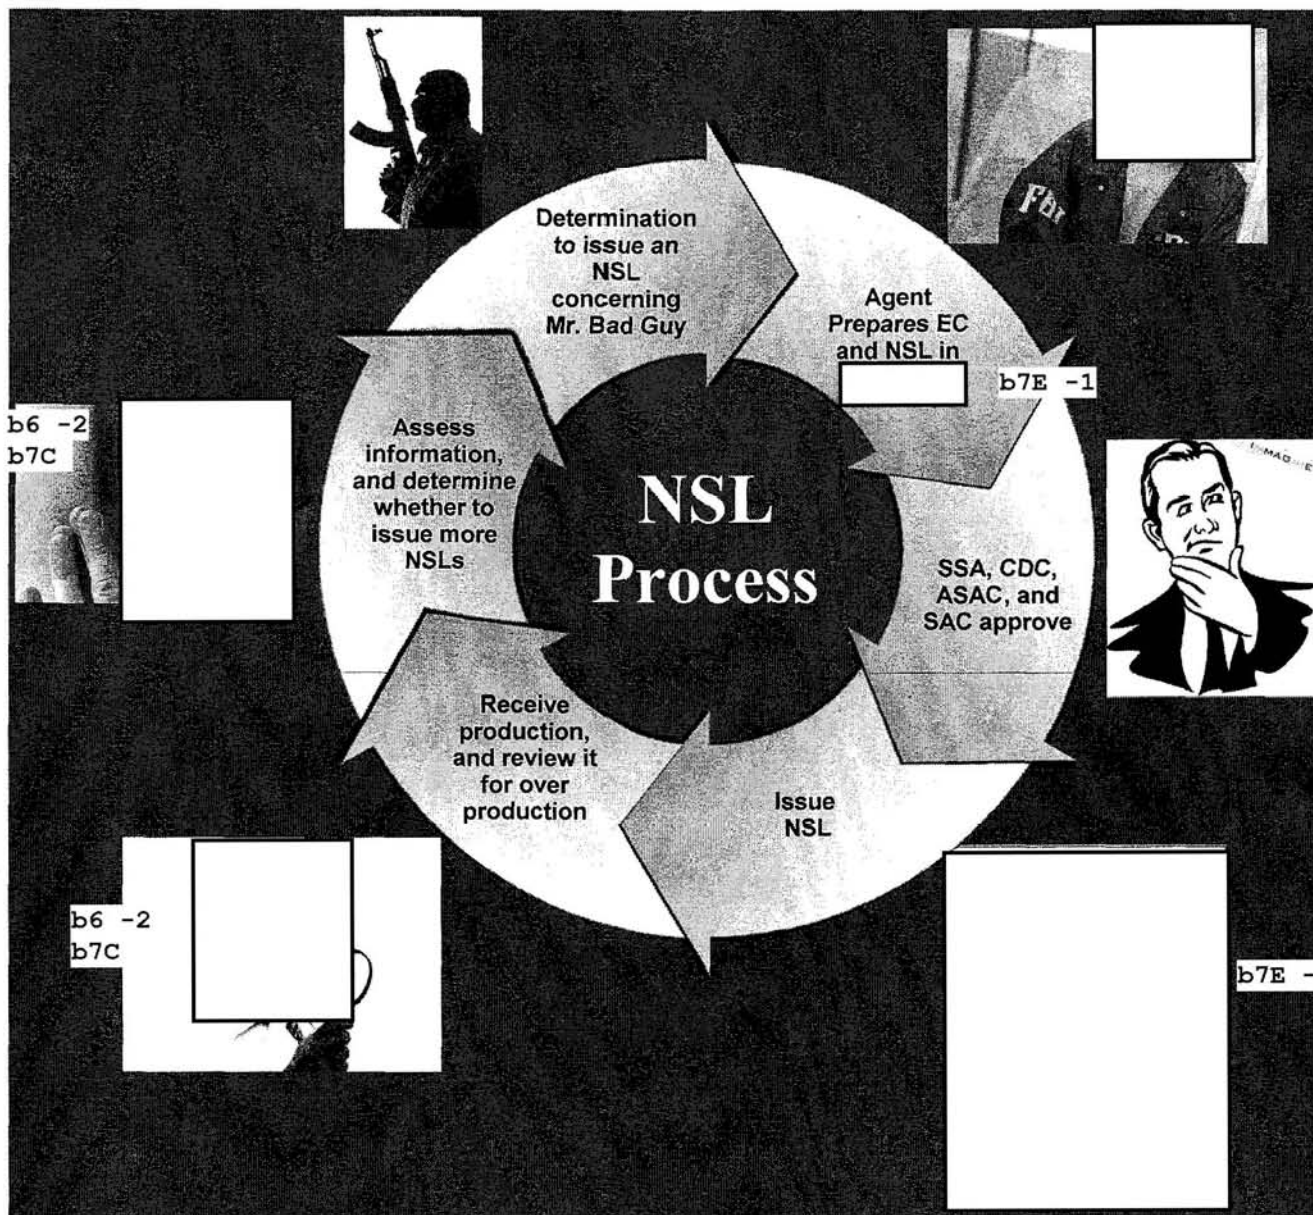 Determination
to issue an
NSL
concerning
Mr. Bad Guy
Agent
Prepares EC
and NSL in
b7E -1
SSA, CDC,
ASAC, and
SAC approve
Issue
NSL
b7E -
Receive
production,
and review it
for over
production
b6 -2
b7C
Assess
information,
and determine
whether to
issue more
NSLs
b6 -2
b7C
NSL
Process
FBI